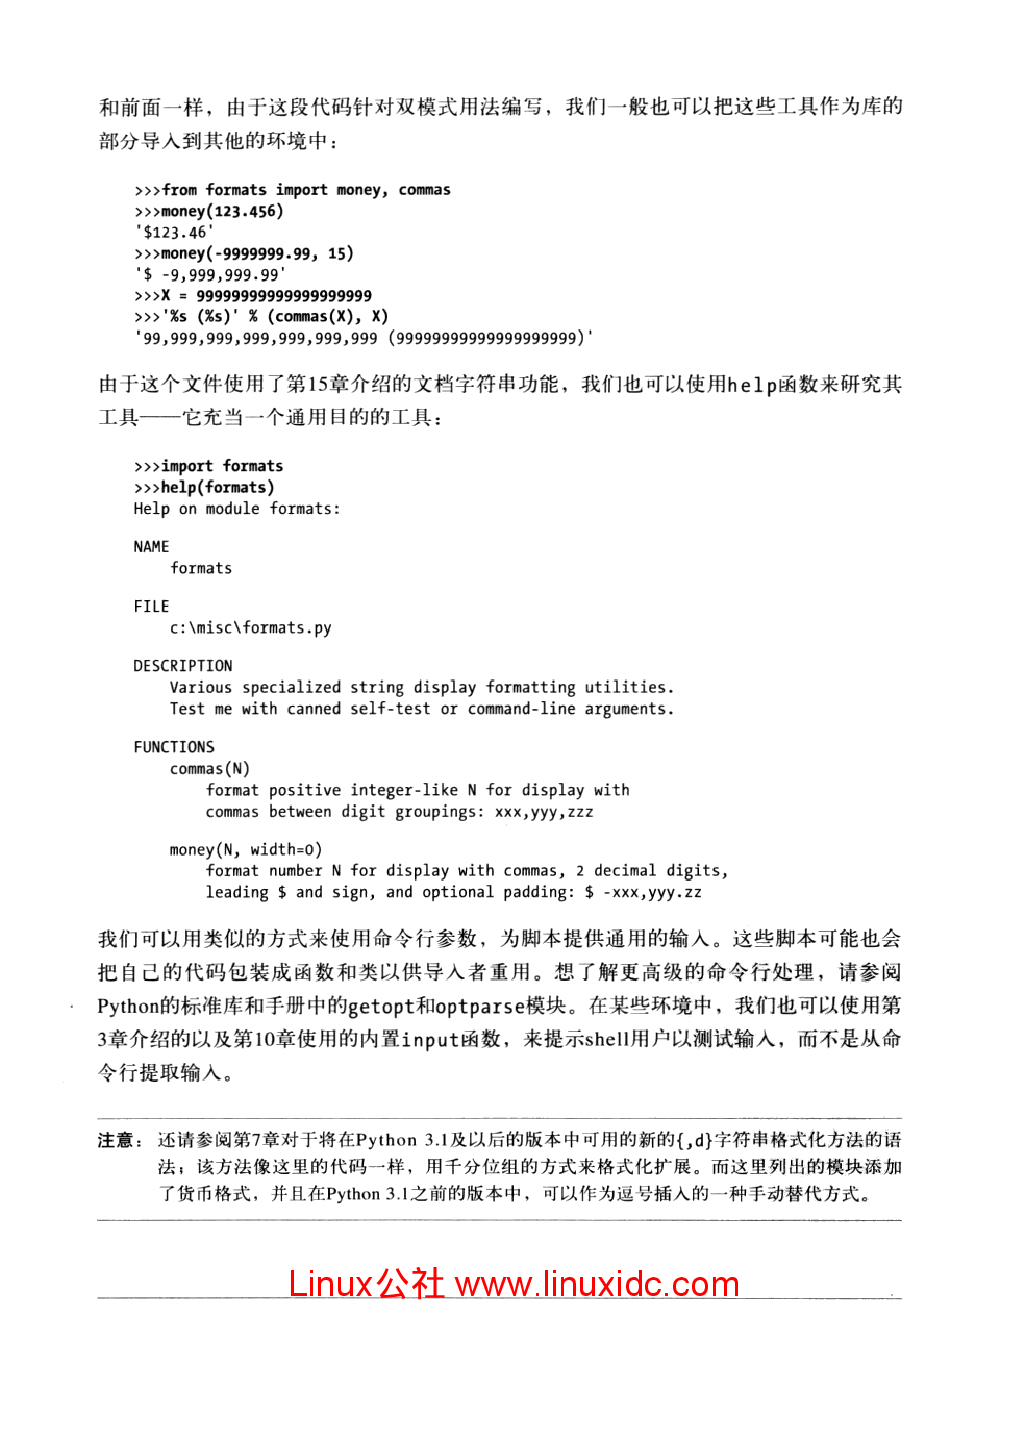 和前面一样，由于这段代码针对双模式用法编写，我们一般也可以把这些工具作为库的
部分导入到其他的环境中：
>>>from formats import money, commas
>>>money(123.456)
'$123.46'
>>>money(-9999999.99, 15)
'$ -9,999,999.99'
>>>X = 99999999999999999999
>>>'%s (%s)' % (commas(X), X)
'99,999,999,999,999,999,999 (99999999999999999999)'
由于这个文件使用了第15章介绍的文档字符串功能，我们也可以使用help函数来研究其
工具——它充当一个通用目的的工具：
>>>import formats
>>>help(formats)
Help on module formats:
NAME
formats
FILE
c:\misc\formats.py
DESCRIPTION
Various specialized string display formatting utilities.
Test me with canned self-test or command-line arguments.
FUNCTIONS
commas(N)
format positive integer-like N for display with
commas between digit groupings: xxx,yyy,zzz
money(N, width=0)
format number N for display with commas, 2 decimal digits,
leading $ and sign, and optional padding: $ -xxx,yyy.zz
我们可以用类似的方式来使用命令行参数，为脚本提供通用的输入。这些脚本可能也会
把自己的代码包装成函数和类以供导入者重用。想了解更高级的命令行处理，请参阅
Python的标准库和手册中的getopt和optparse模块。在某些环境中，我们也可以使用第
3章介绍的以及第10章使用的内置input函数，来提示shell用户以测试输入，而不是从命
令行提取输入。
注意： 还请参阅第7章对于将在Python 3.1及以后的版本中可用的新的{,d}字符串格式化方法的语
法；该方法像这里的代码一样，用千分位组的方式来格式化扩展。而这里列出的模块添加
了货币格式，并且在Python 3.1之前的版本中，可以作为逗号插入的一种手动替代方式。
Linux公社 www.linuxidc.com